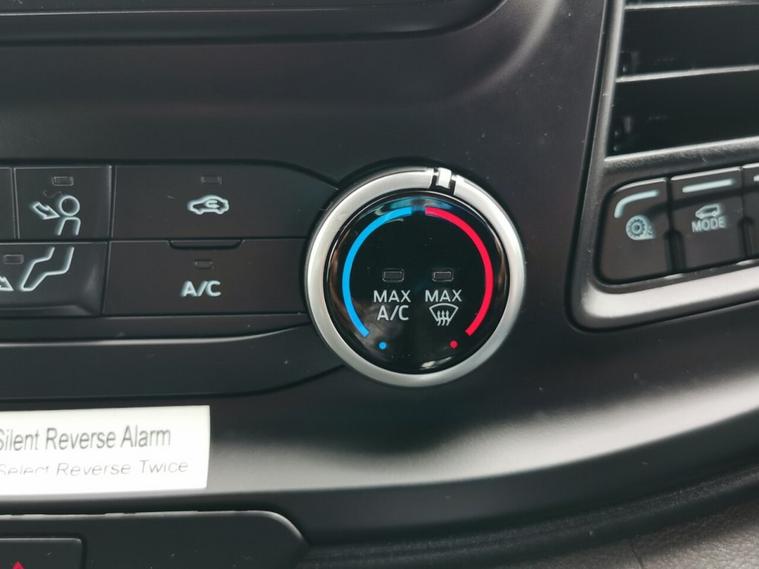 MAX MAX
A/C
A/C
MODE
Silent Reverse Alarm
Select Reverse Twice